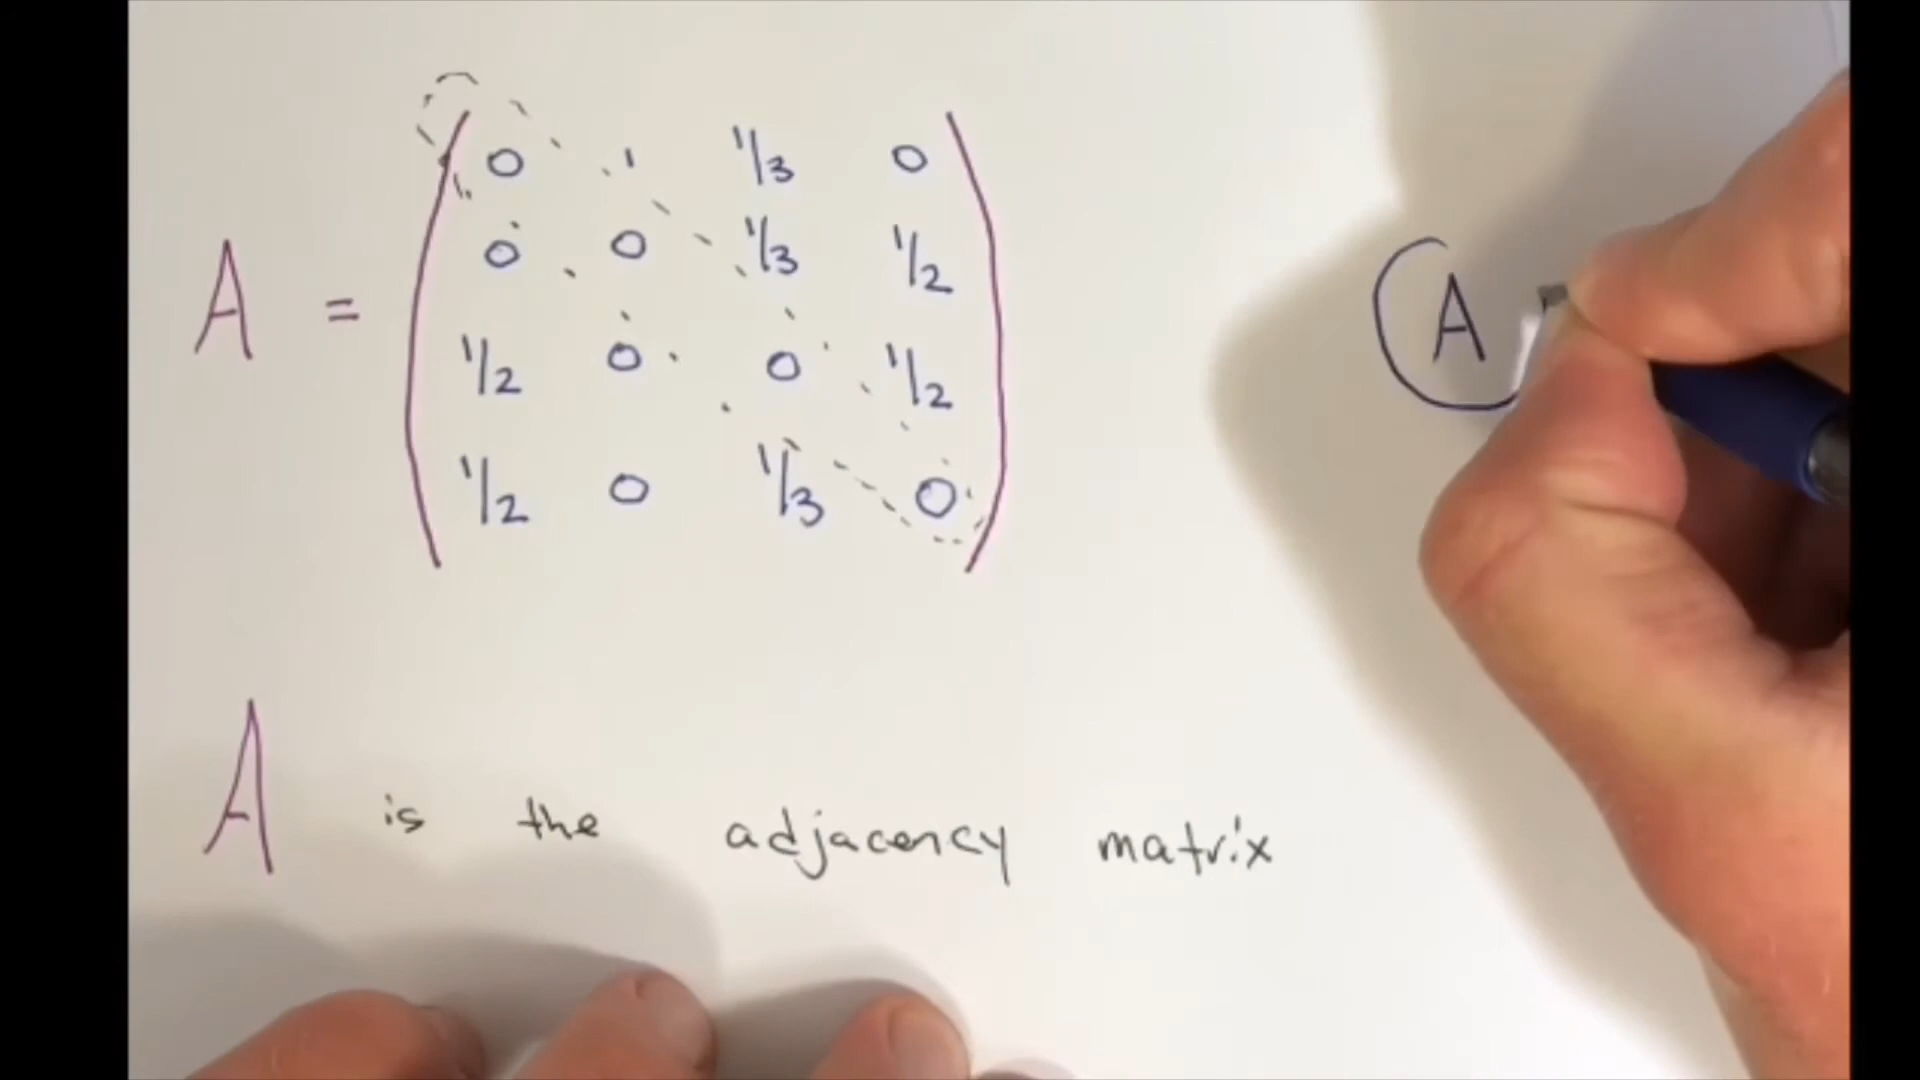 0 1 1/3 0
0 0 1/3 1/2
A = 1/2 0 0 1/2
1/2 0 1/3 0
(A
A is the adjacency matrix